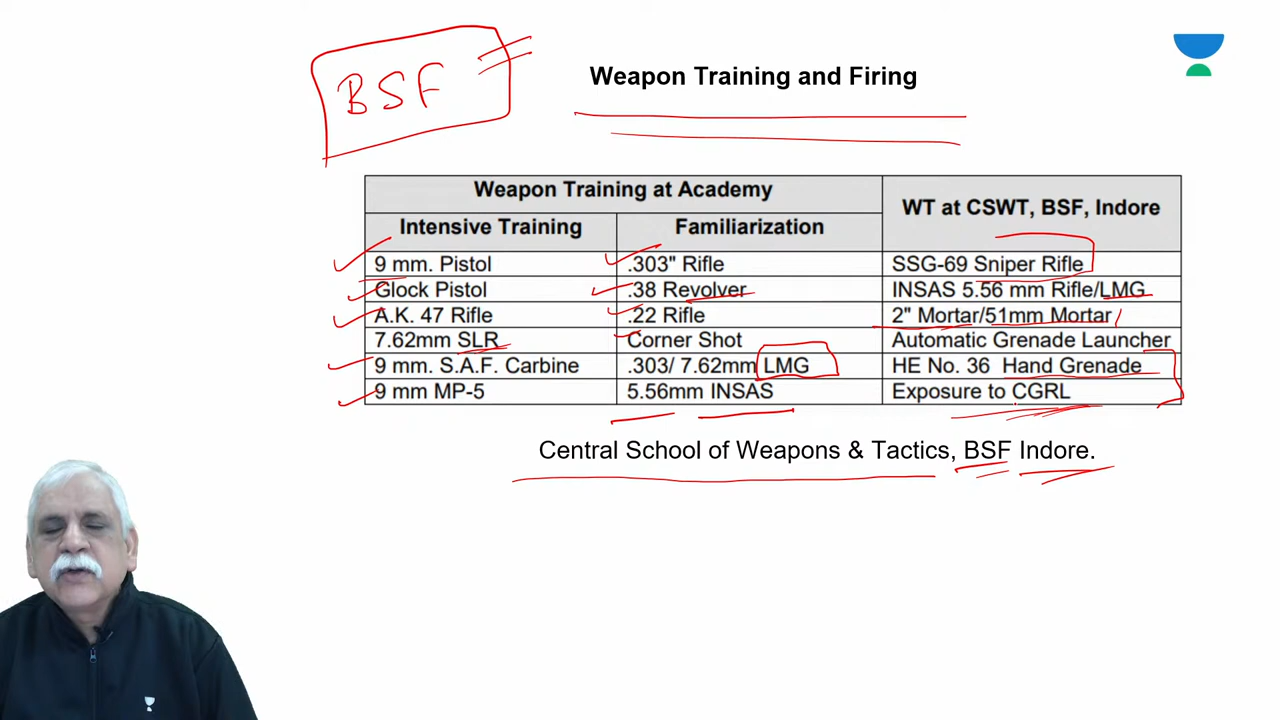 BSF
Weapon Training and Firing
Weapon Training at Academy
WT at CSWT, BSF, Indore
Intensive Training Familiarization
9 mm. Pistol .303" Rifle SSG-69 Sniper Rifle
Glock Pistol .38 Revolver INSAS 5.56 mm Rifle/LMG
A.K. 47 Rifle .22 Rifle 2" Mortar/51mm Mortar
7.62mm SLR Corner Shot Automatic Grenade Launcher
9 mm. S.A.F. Carbine .303/ 7.62mm LMG HE No. 36 Hand Grenade
9 mm MP-5 5.56mm INSAS Exposure to CGRL
Central School of Weapons & Tactics, BSF Indore.